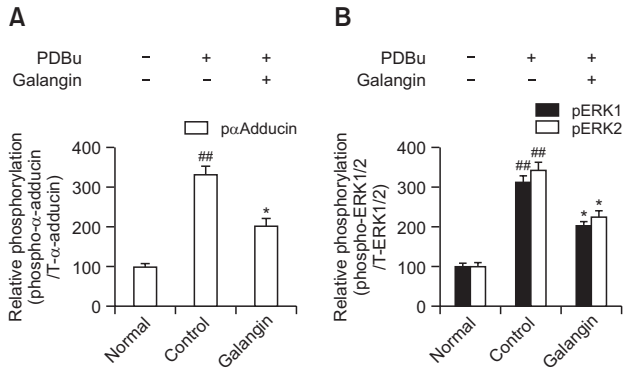 A
PDBu – + +
Galangin – – +
pαAdducin
Relative phosphorylation
(phospho-α-adducin
/T-α-adducin)
400
300
200
100
0
##
*
Normal
Control
Galangin
B
PDBu – + +
Galangin – – +
pERK1
pERK2
Relative phosphorylation
(phospho-ERK1/2
/T-ERK1/2)
400
300
200
100
0
##
##
*
*
Normal
Control
Galangin